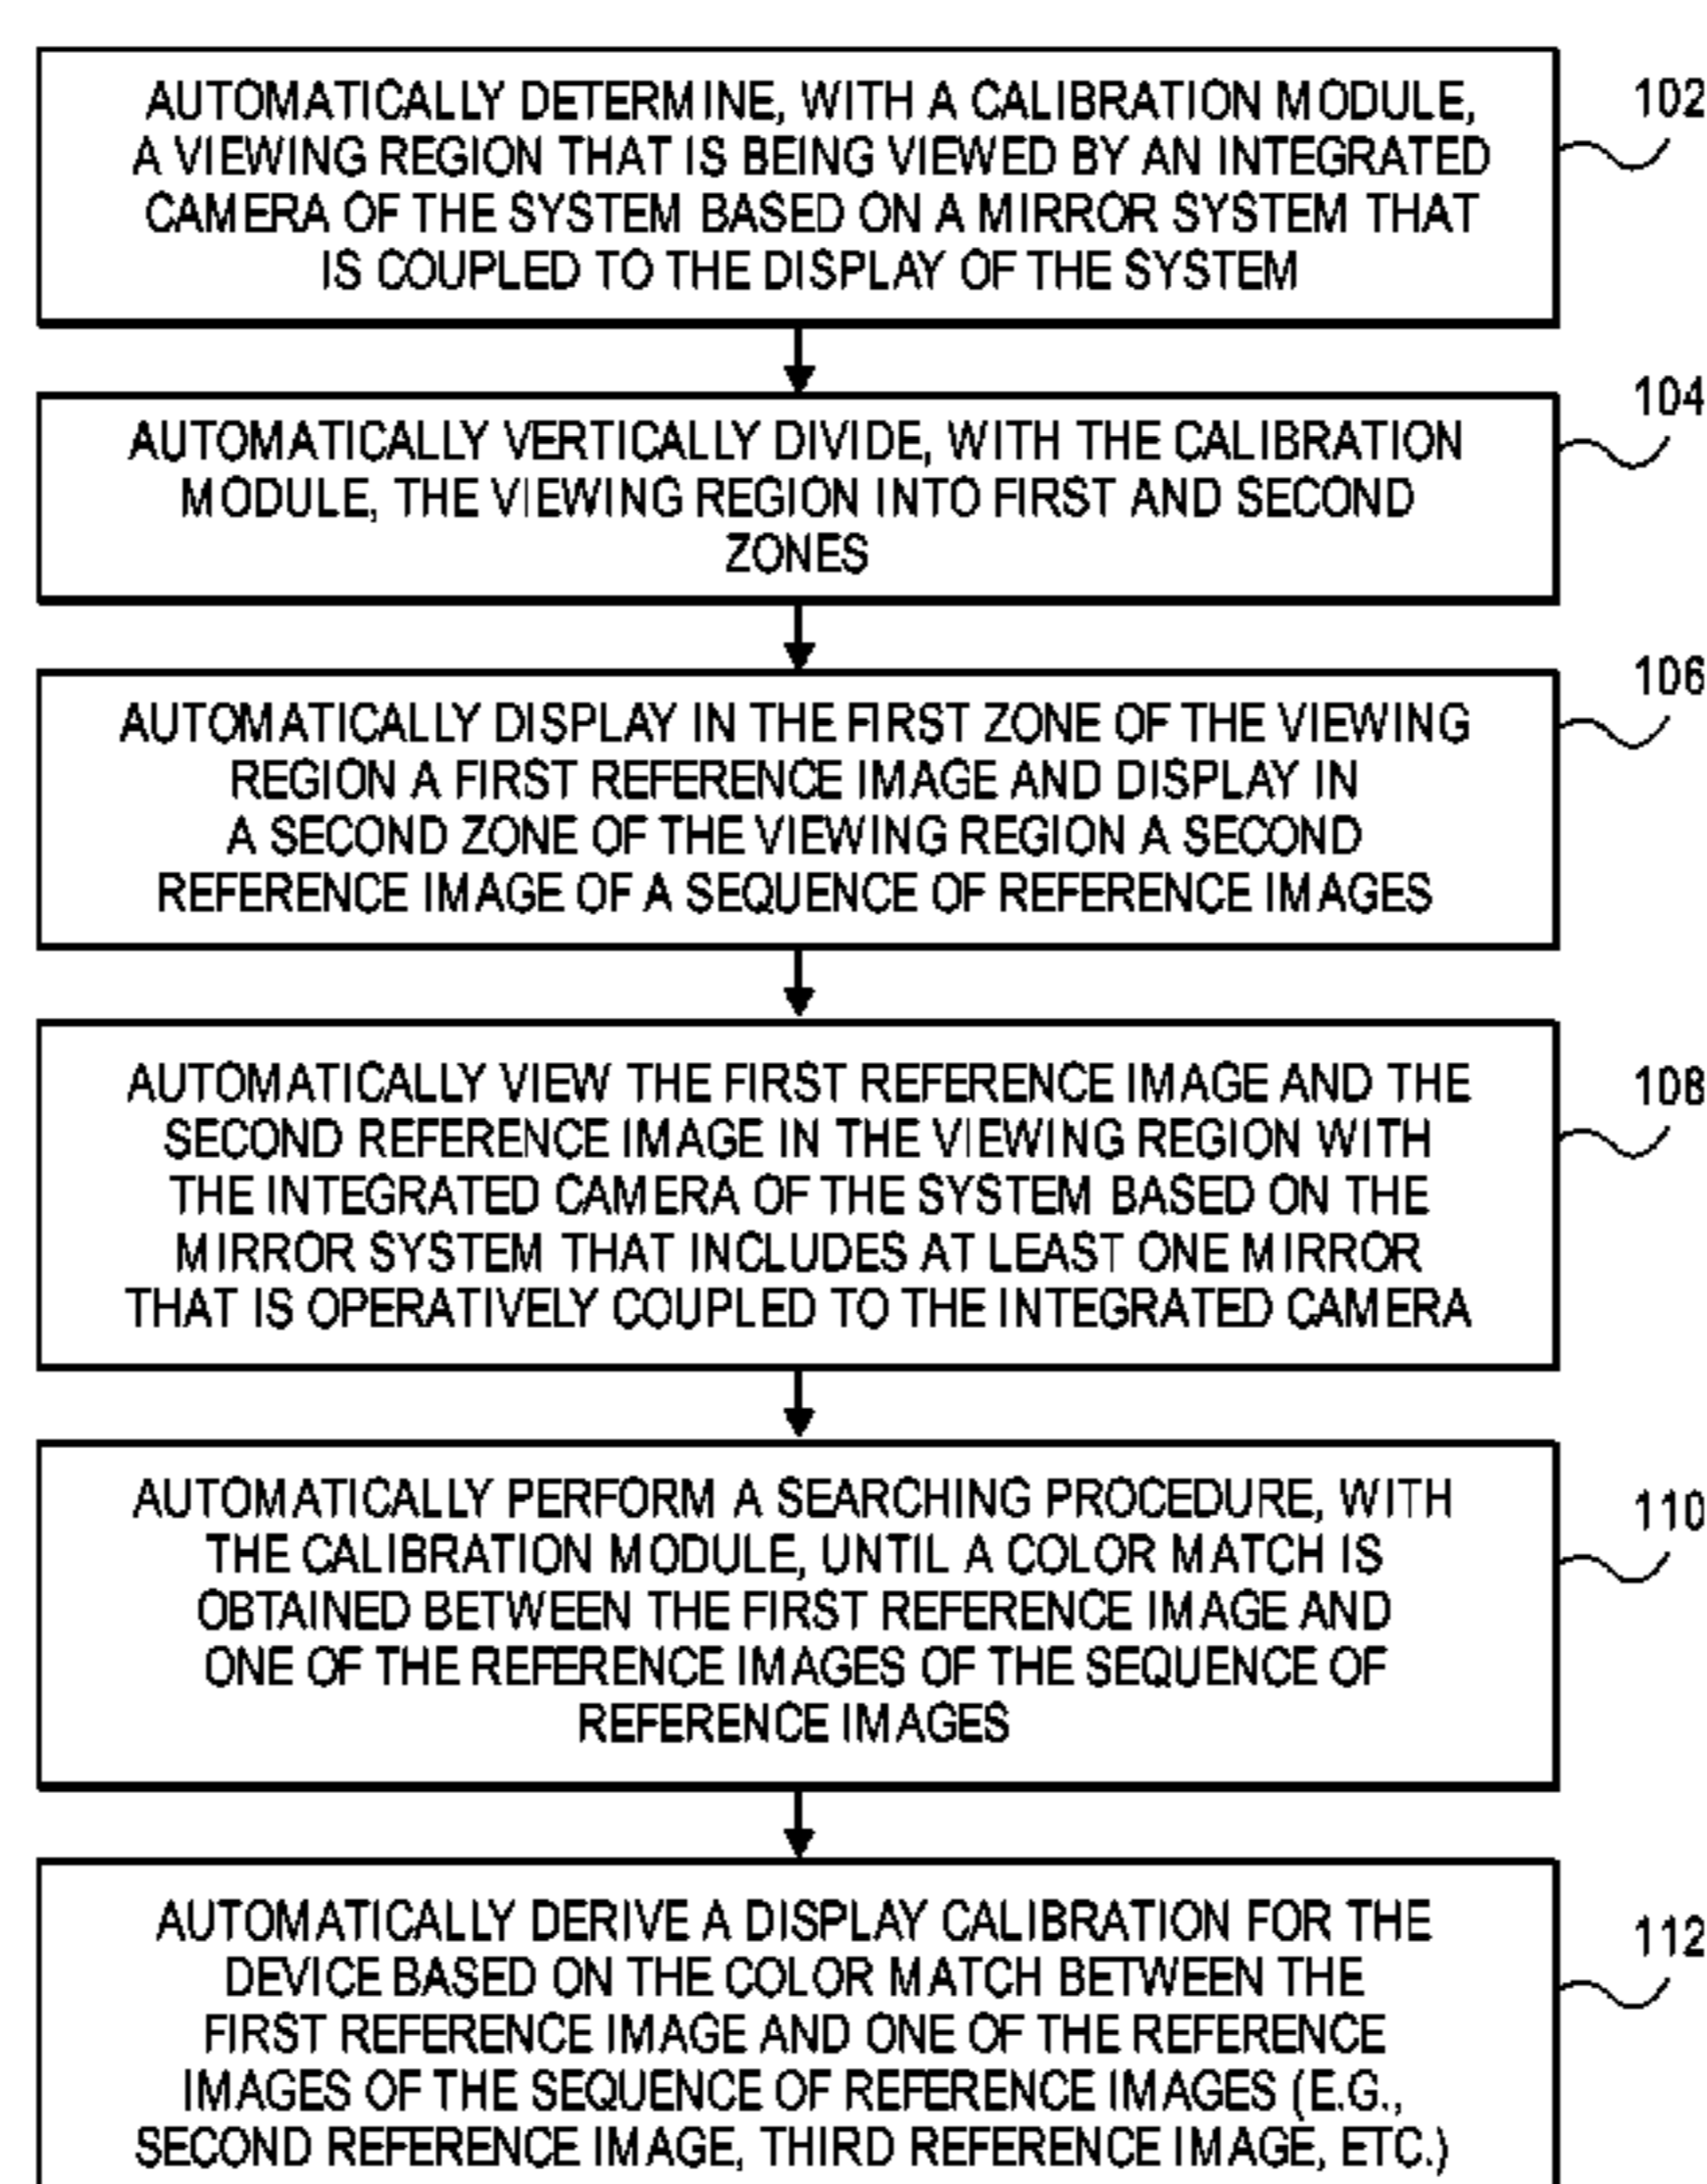 AUTOMATICALLY DETERMINE, WITH A CALIBRATION MODULE,
A VIEWING REGION THAT IS BEING VIEWED BY AN INTEGRATED
CAMERA OF THE SYSTEM BASED ON A MIRROR SYSTEM THAT
IS COUPLED TO THE DISPLAY OF THE SYSTEM
102
AUTOMATICALLY VERTICALLY DIVIDE, WITH THE CALIBRATION
MODULE, THE VIEWING REGION INTO FIRST AND SECOND
ZONES
104
AUTOMATICALLY DISPLAY IN THE FIRST ZONE OF THE VIEWING
REGION A FIRST REFERENCE IMAGE AND DISPLAY IN
A SECOND ZONE OF THE VIEWING REGION A SECOND
REFERENCE IMAGE OF A SEQUENCE OF REFERENCE IMAGES
106
AUTOMATICALLY VIEW THE FIRST REFERENCE IMAGE AND THE
SECOND REFERENCE IMAGE IN THE VIEWING REGION WITH
THE INTEGRATED CAMERA OF THE SYSTEM BASED ON THE
MIRROR SYSTEM THAT INCLUDES AT LEAST ONE MIRROR
THAT IS OPERATIVELY COUPLED TO THE INTEGRATED CAMERA
108
AUTOMATICALLY PERFORM A SEARCHING PROCEDURE, WITH
THE CALIBRATION MODULE, UNTIL A COLOR MATCH IS
OBTAINED BETWEEN THE FIRST REFERENCE IMAGE AND
ONE OF THE REFERENCE IMAGES OF THE SEQUENCE OF
REFERENCE IMAGES
110
AUTOMATICALLY DERIVE A DISPLAY CALIBRATION FOR THE
DEVICE BASED ON THE COLOR MATCH BETWEEN THE
FIRST REFERENCE IMAGE AND ONE OF THE REFERENCE
IMAGES OF THE SEQUENCE OF REFERENCE IMAGES (E.G.,
SECOND REFERENCE IMAGE, THIRD REFERENCE IMAGE, ETC.)
112